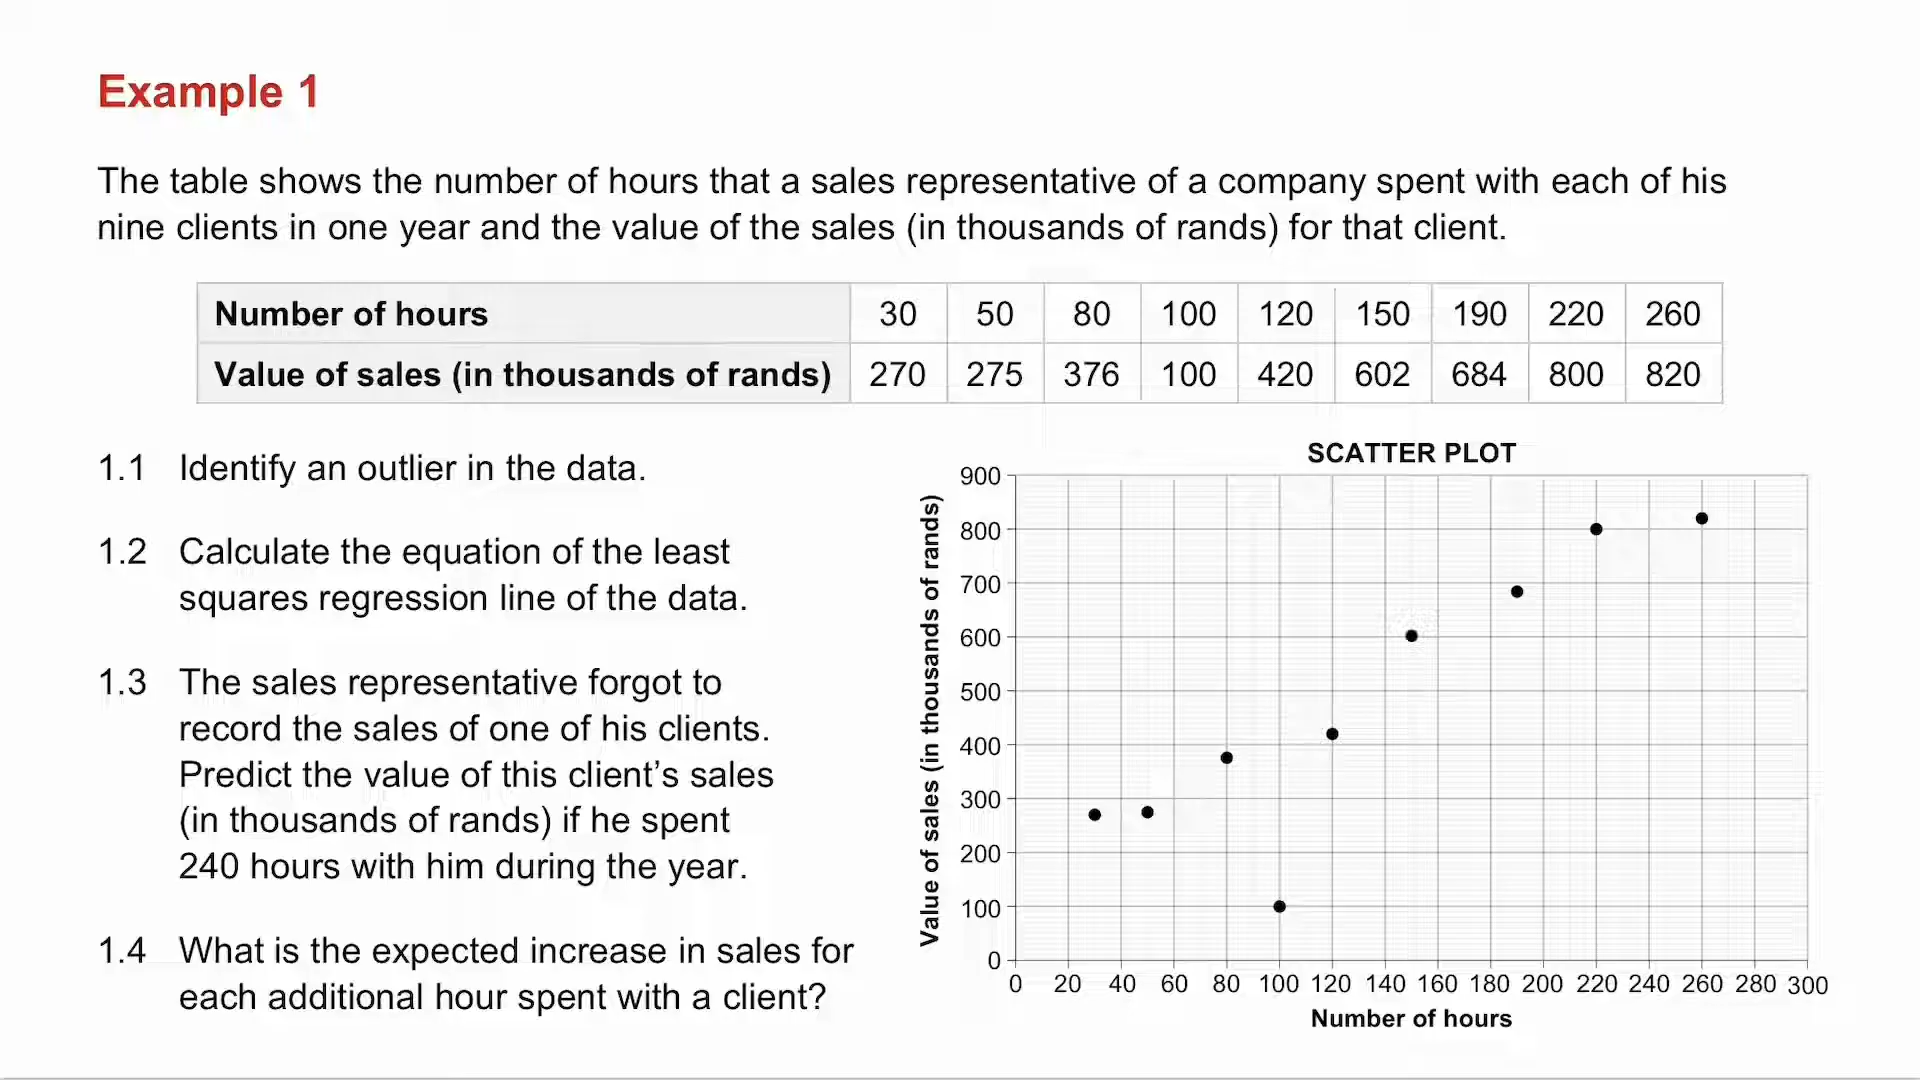 Example 1
The table shows the number of hours that a sales representative of a company spent with each of his
nine clients in one year and the value of the sales (in thousands of rands) for that client.
Number of hours 30 50 80 100 120 150 190 220 260
Value of sales (in thousands of rands) 270 275 376 100 420 602 684 800 820
1.1 Identify an outlier in the data.
1.2 Calculate the equation of the least
squares regression line of the data.
1.3 The sales representative forgot to
record the sales of one of his clients.
Predict the value of this client's sales
(in thousands of rands) if he spent
240 hours with him during the year.
1.4 What is the expected increase in sales for
each additional hour spent with a client?
SCATTER PLOT
Value of sales (in thousands of rands)
900
800
700
600
500
400
300
200
100
0
0 20 40 60 80 100 120 140 160 180 200 220 240 260 280 300
Number of hours